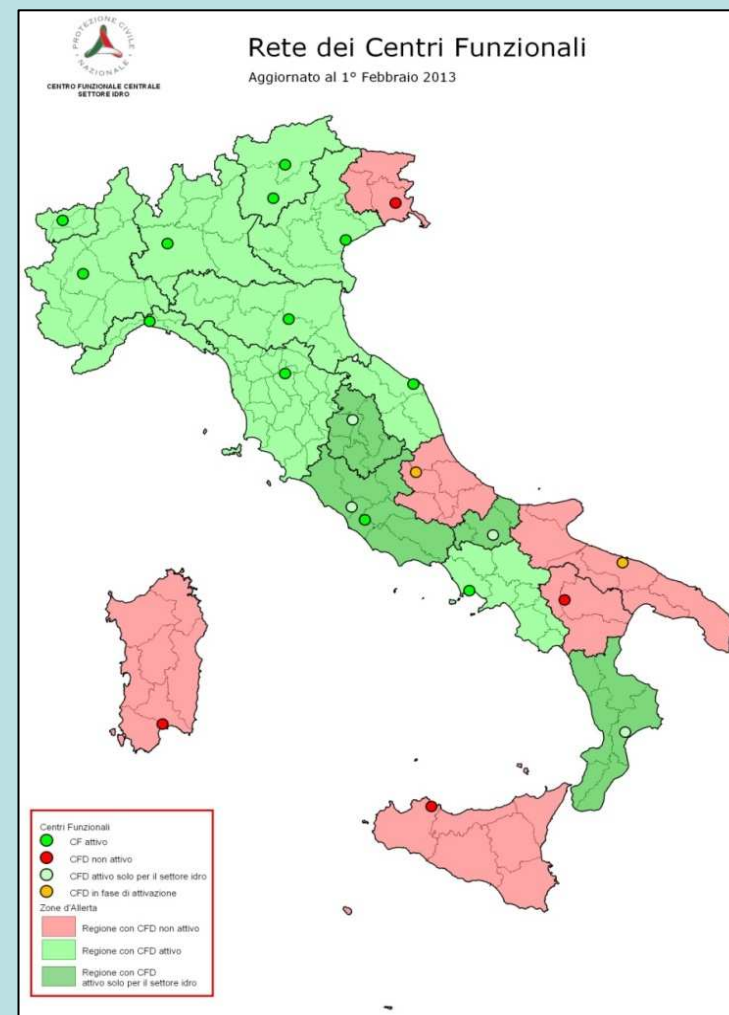 PROTEZIONE CIVILE
NAZIONALE
CENTRO FUNZIONALE CENTRALE
SETTORE IDRO
Rete dei Centri Funzionali
Aggiornato al 1° Febbraio 2013
Centri Funzionali
CF attivo
CFD non attivo
CFD attivo solo per il settore idro
CFD in fase di attivazione
Zone d'Allerta
Regione con CFD non attivo
Regione con CFD attivo
Regione con CFD
attivo solo per il settore idro